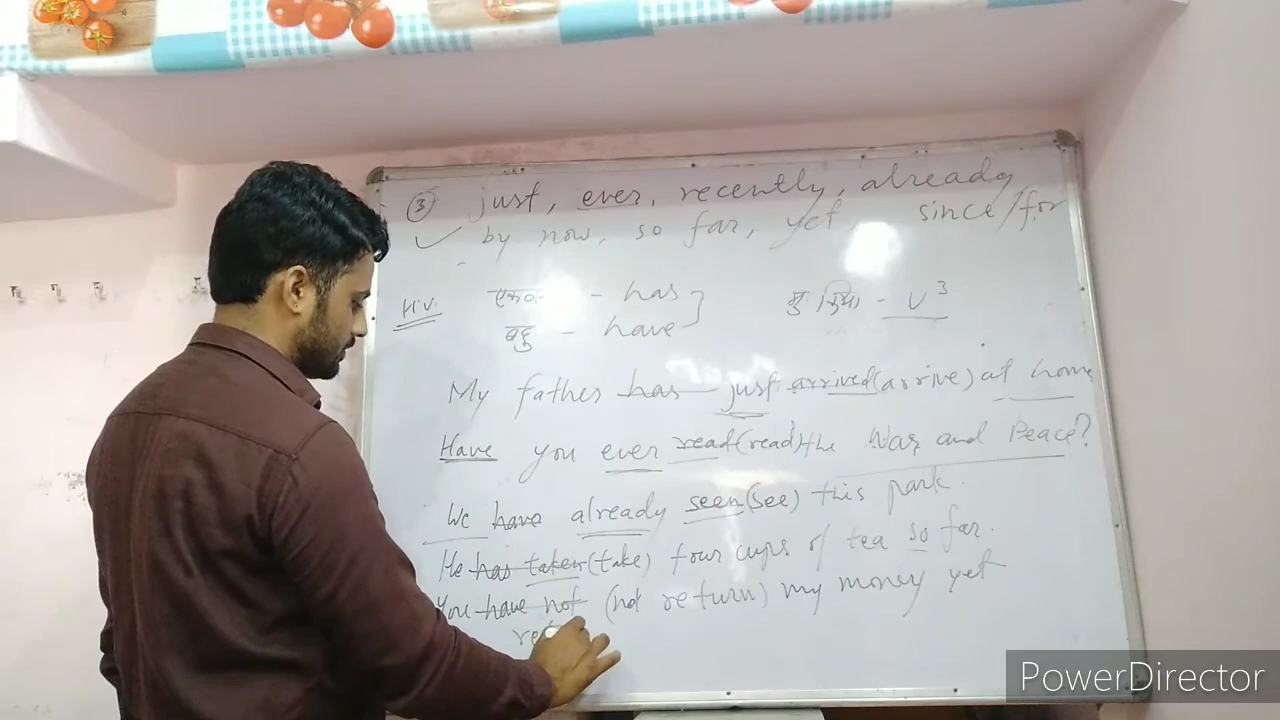 ③ just, ever, recently, already
✓ by now, so far, yet, since/for
H.V. एकव. - has
बहु - have
मु. क्रिया - V3
My father has just arrived (arrive) at home
Have you ever read (read) the War and Peace?
We have already seen (see) this park.
He has taken (take) four cups of tea so far.
You have not (not return) my money yet
PowerDirector